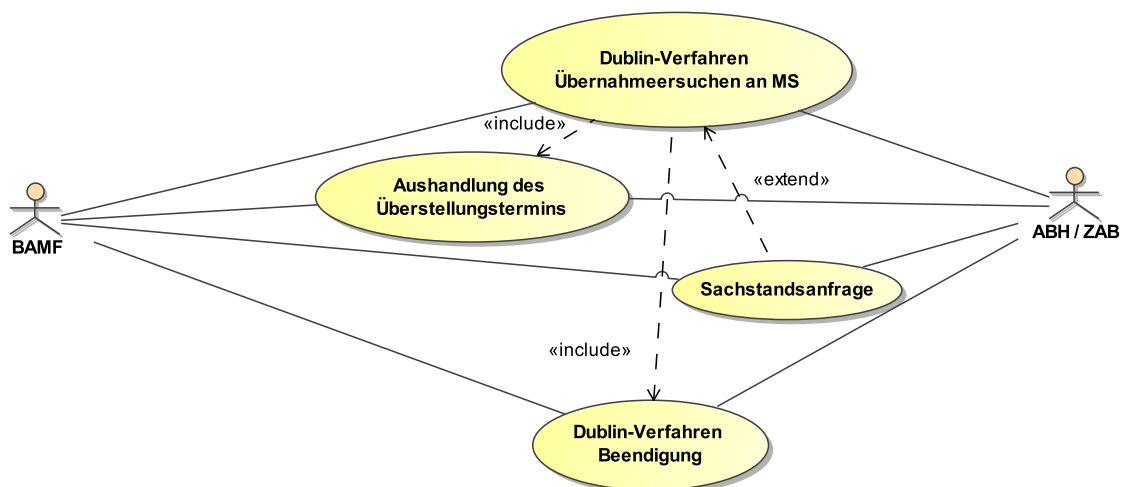 Dublin-Verfahren
Übernahmeersuchen an MS
«include»
Aushandlung des
Überstellungstermins
«extend»
BAMF
ABH / ZAB
Sachstandsanfrage
«include»
Dublin-Verfahren
Beendigung